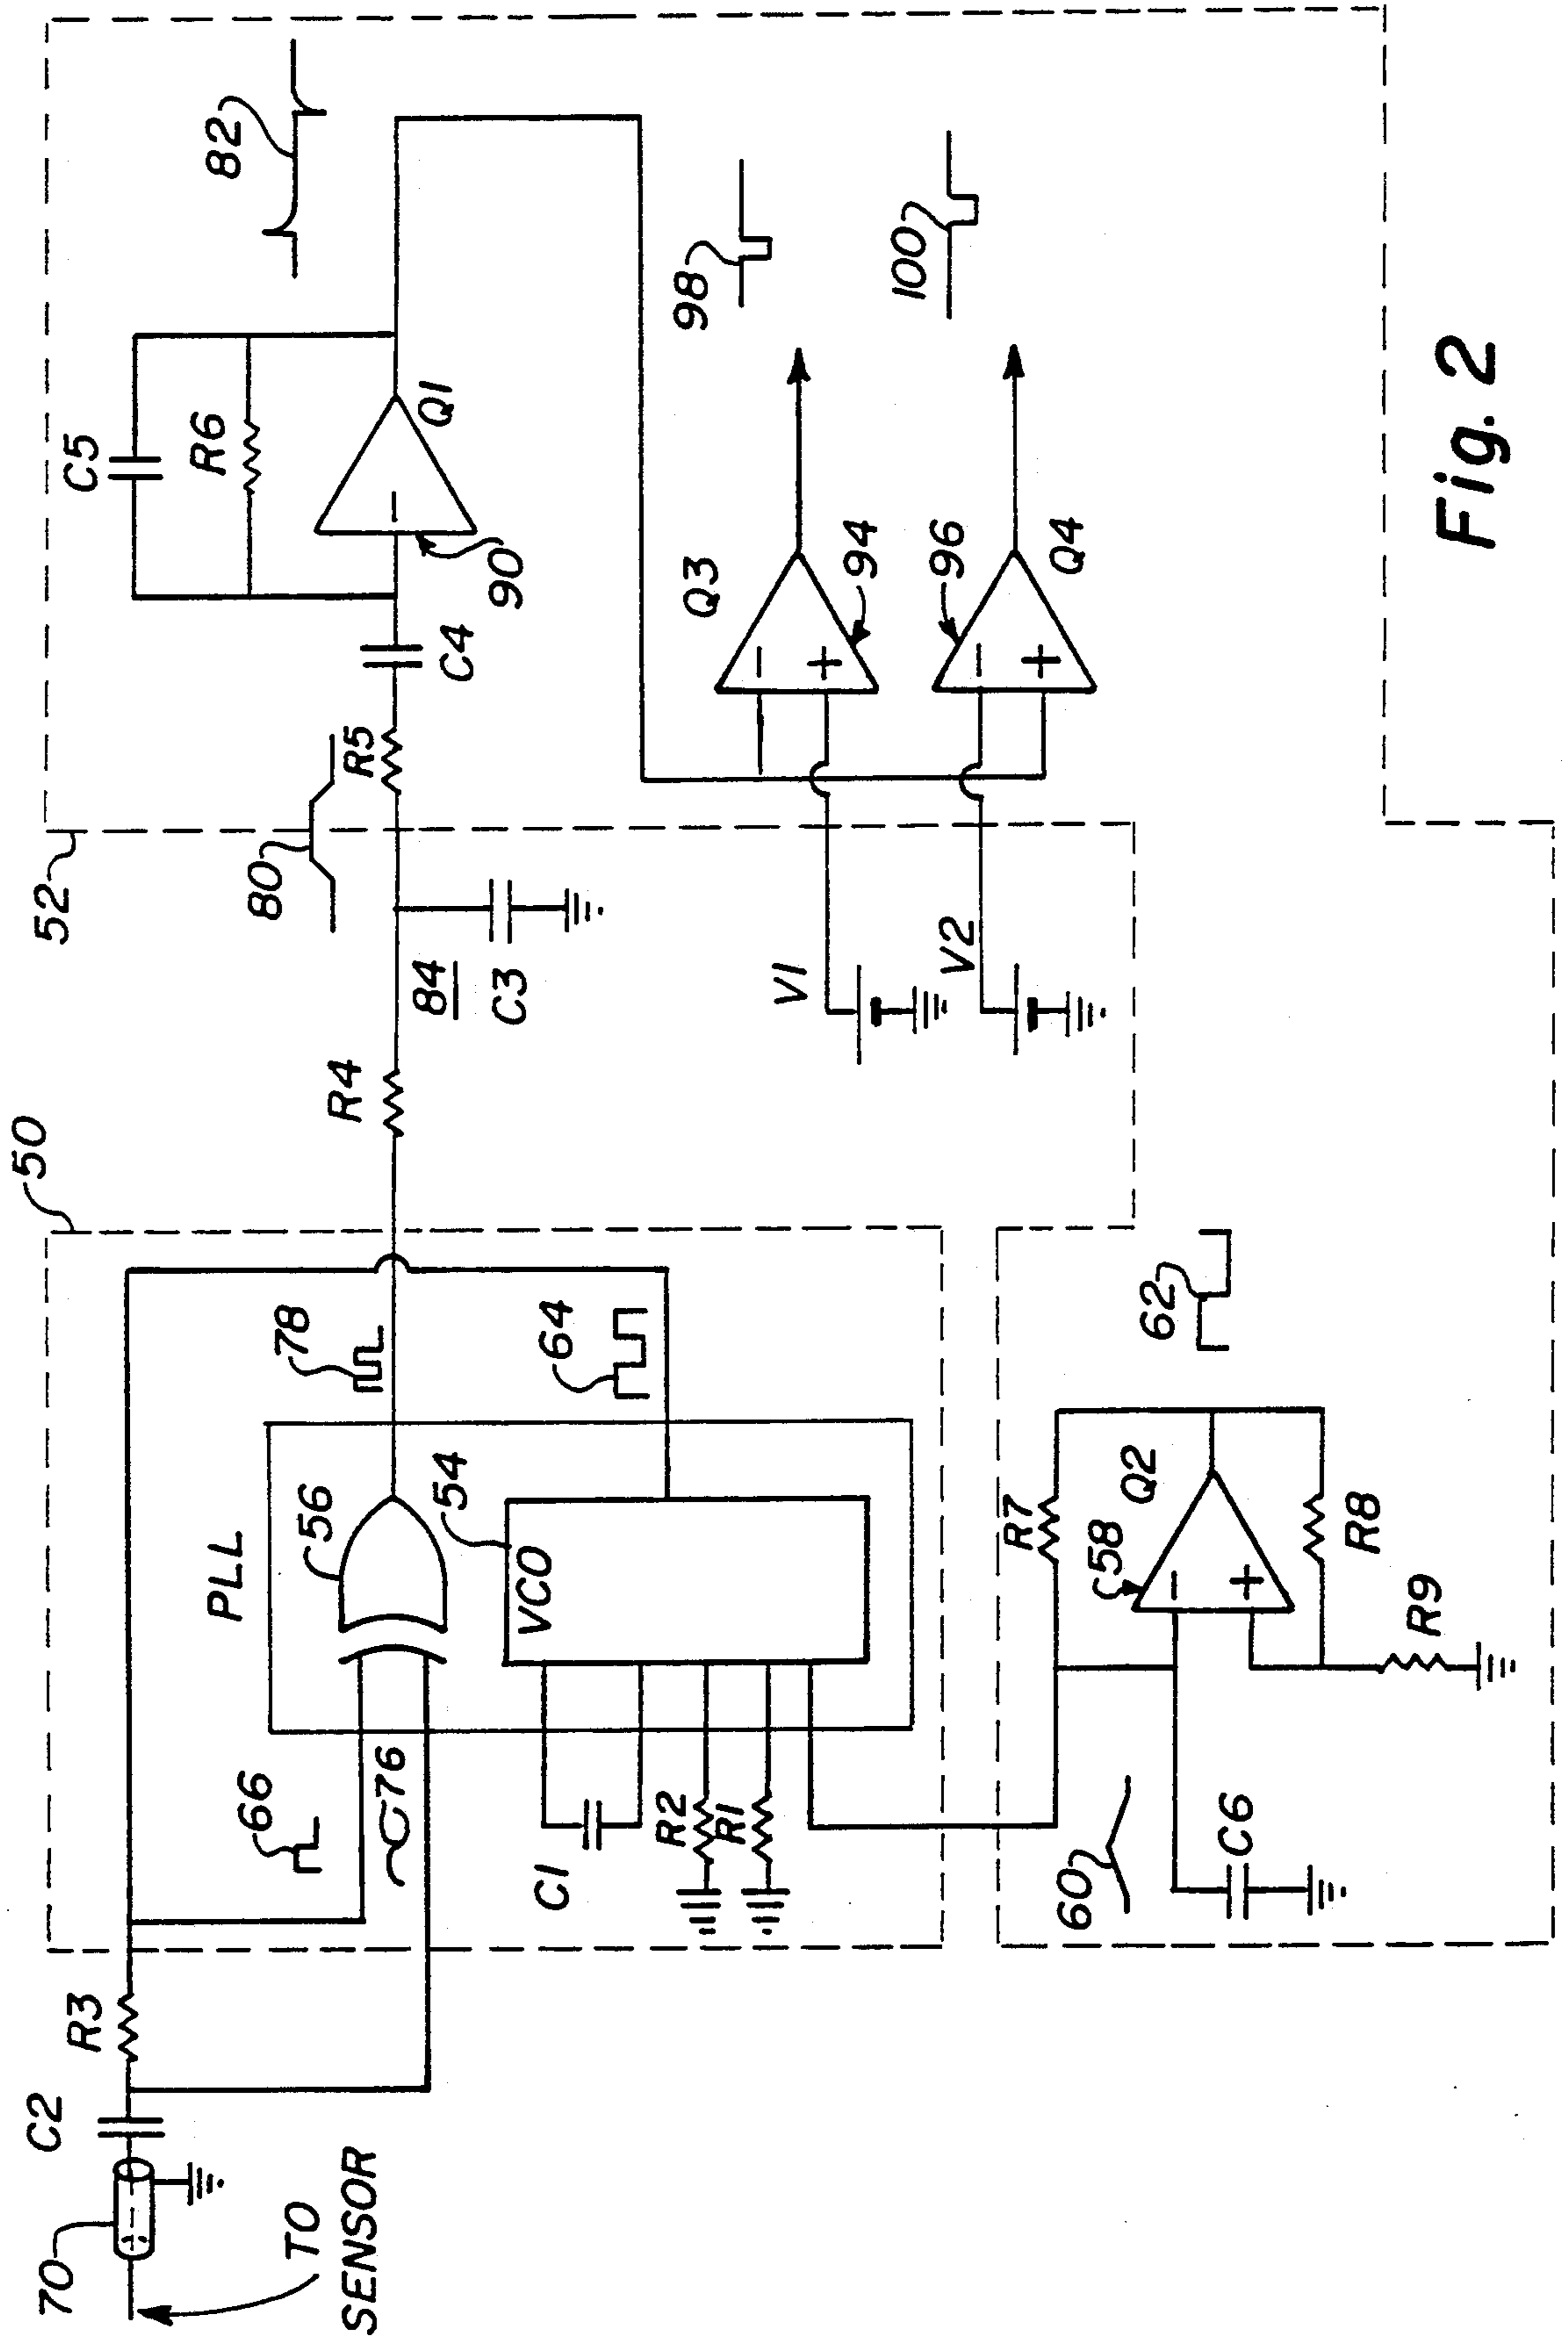 70
TO
SENSOR
C2
R3
50
PLL
66
76
56
78
54
VCO
64
C1
R2
R1
R4
84
C3
52
80
R5
C4
C5
R6
90
Q1
82
V1
V2
Q3
94
96
Q4
98
100
60
C6
R7
58
Q2
R8
R9
62
Fig. 2